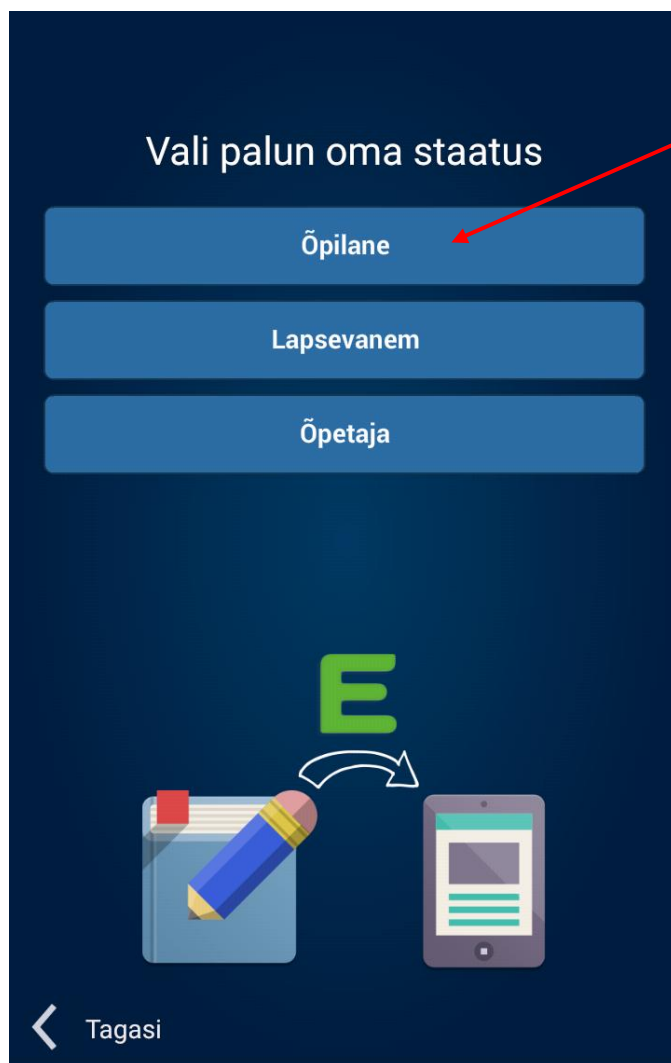 Vali palun oma staatus
Õpilane
Lapsevanem
Õpetaja
E
Tagasi